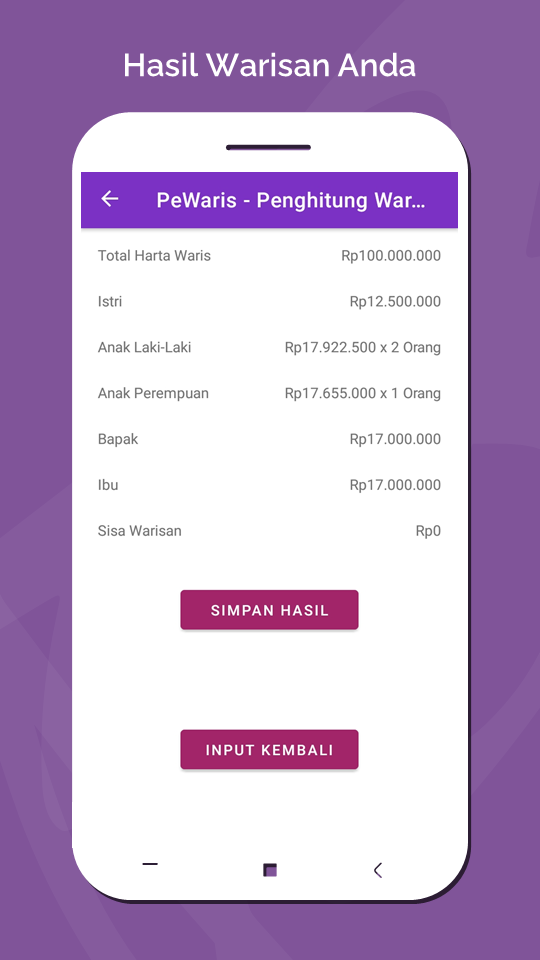 Hasil Warisan Anda
PeWaris - Penghitung War...
Total Harta Waris Rp100.000.000
Istri Rp12.500.000
Anak Laki-Laki Rp17.922.500 x 2 Orang
Anak Perempuan Rp17.655.000 x 1 Orang
Bapak Rp17.000.000
Ibu Rp17.000.000
Sisa Warisan Rp0
SIMPAN HASIL
INPUT KEMBALI